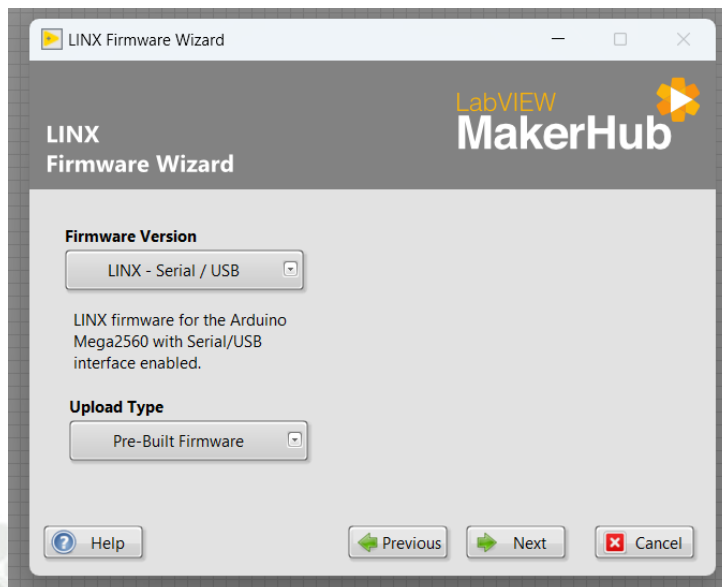 LINX Firmware Wizard
LabVIEW
MakerHub
LINX
Firmware Wizard
Firmware Version
LINX - Serial / USB
LINX firmware for the Arduino
Mega2560 with Serial/USB
interface enabled.
Upload Type
Pre-Built Firmware
Help
Previous
Next
Cancel